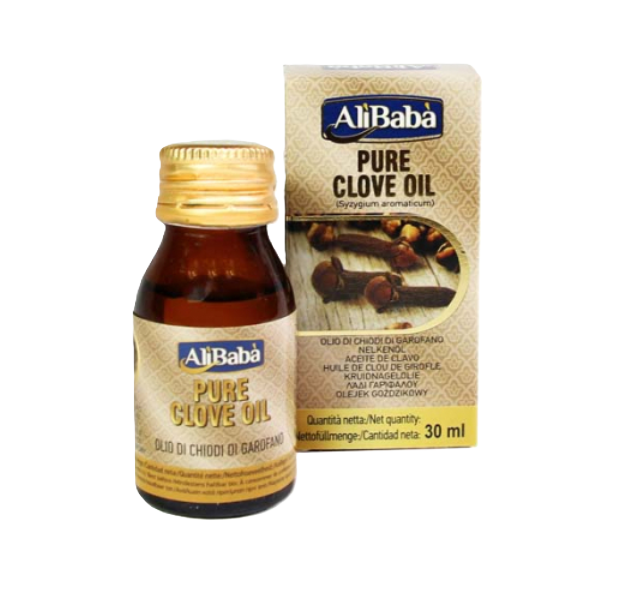 AliBabà
PURE
CLOVE OIL
(Syzygium aromaticum)
OLIO DI CHIODI DI GAROFANO
NELKENÖL
ACEITE DE CLAVO
HUILE DE CLOU DE GIROFLE
KRUIDNAGELOLIE
ΛΑΔΙ ΓΑΡΙΦΑΛΟΥ
OLEJEK GOŹDZIKOWY
Quantità netta:/Net quantity:
Nettofüllmenge:/Cantidad neta: 30 ml
AliBabà
PURE
CLOVE OIL
OLIO DI CHIODI DI GAROFANO